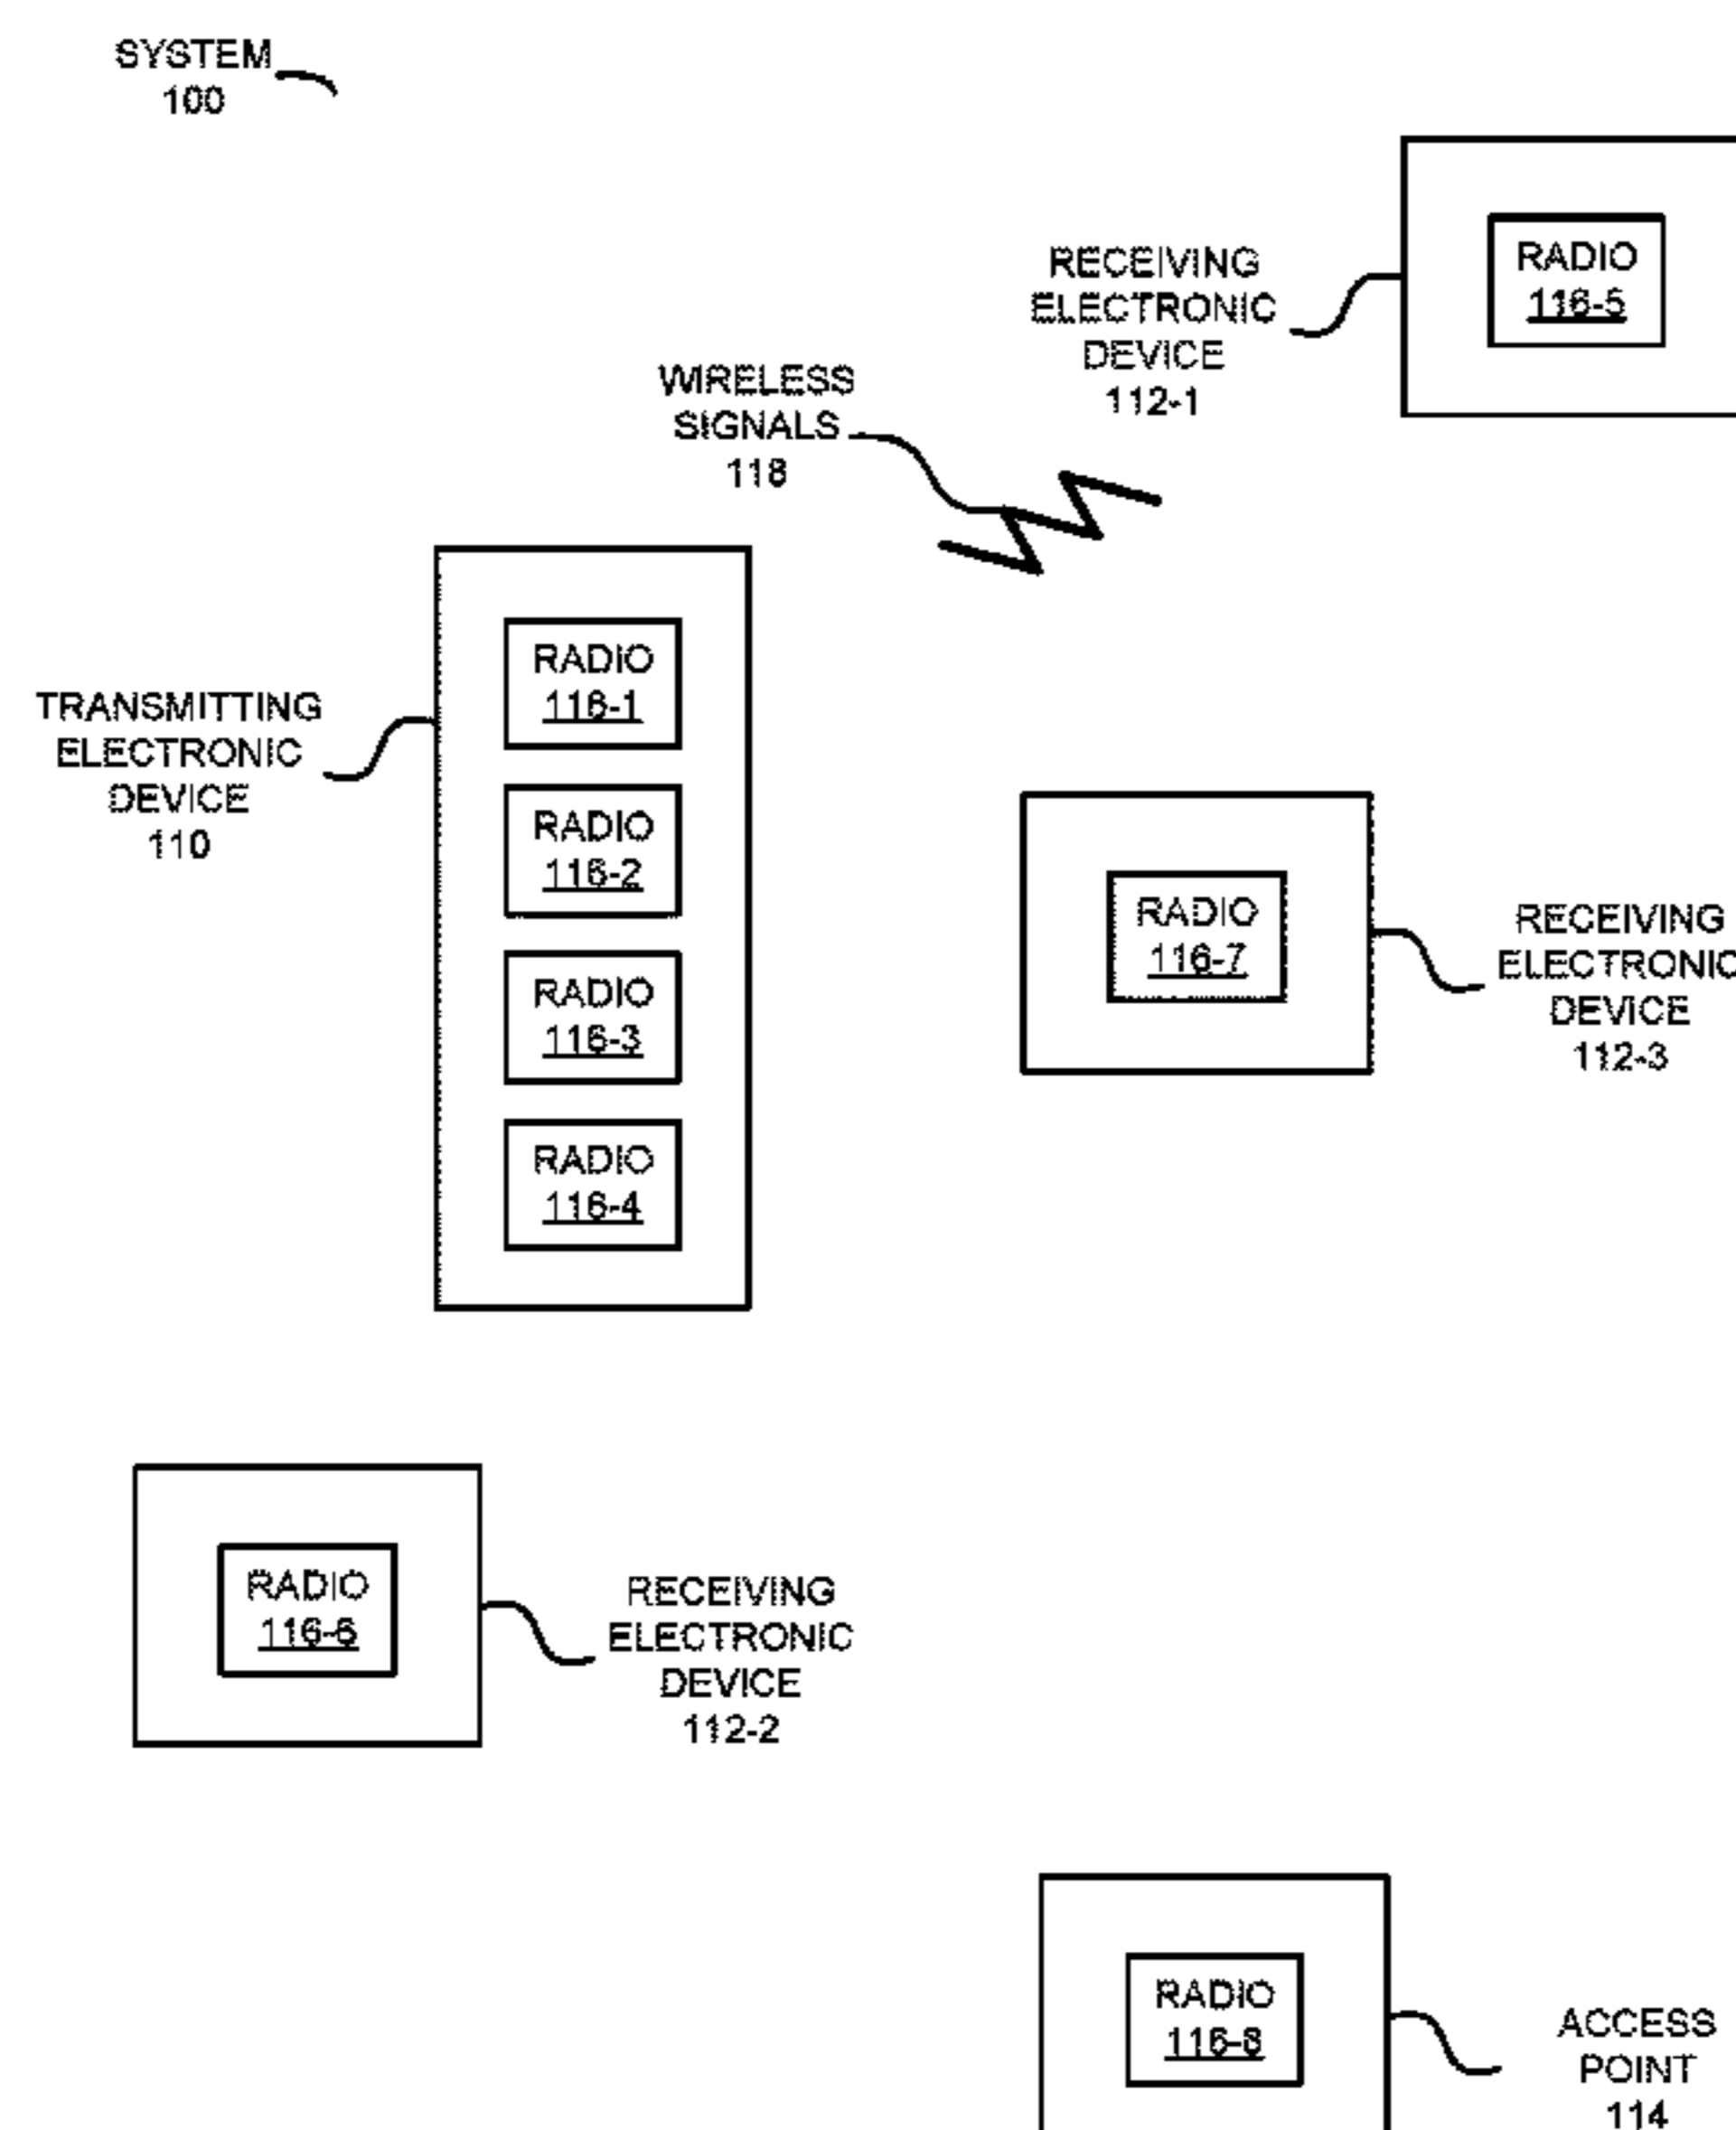 SYSTEM
100
RECEIVING
ELECTRONIC
DEVICE
112-1
RADIO
116-5
WIRELESS
SIGNALS
118
TRANSMITTING
ELECTRONIC
DEVICE
110
RADIO
116-1
RADIO
116-2
RADIO
116-3
RADIO
116-4
RADIO
116-7
RECEIVING
ELECTRONIC
DEVICE
112-3
RADIO
116-6
RECEIVING
ELECTRONIC
DEVICE
112-2
RADIO
116-8
ACCESS
POINT
114